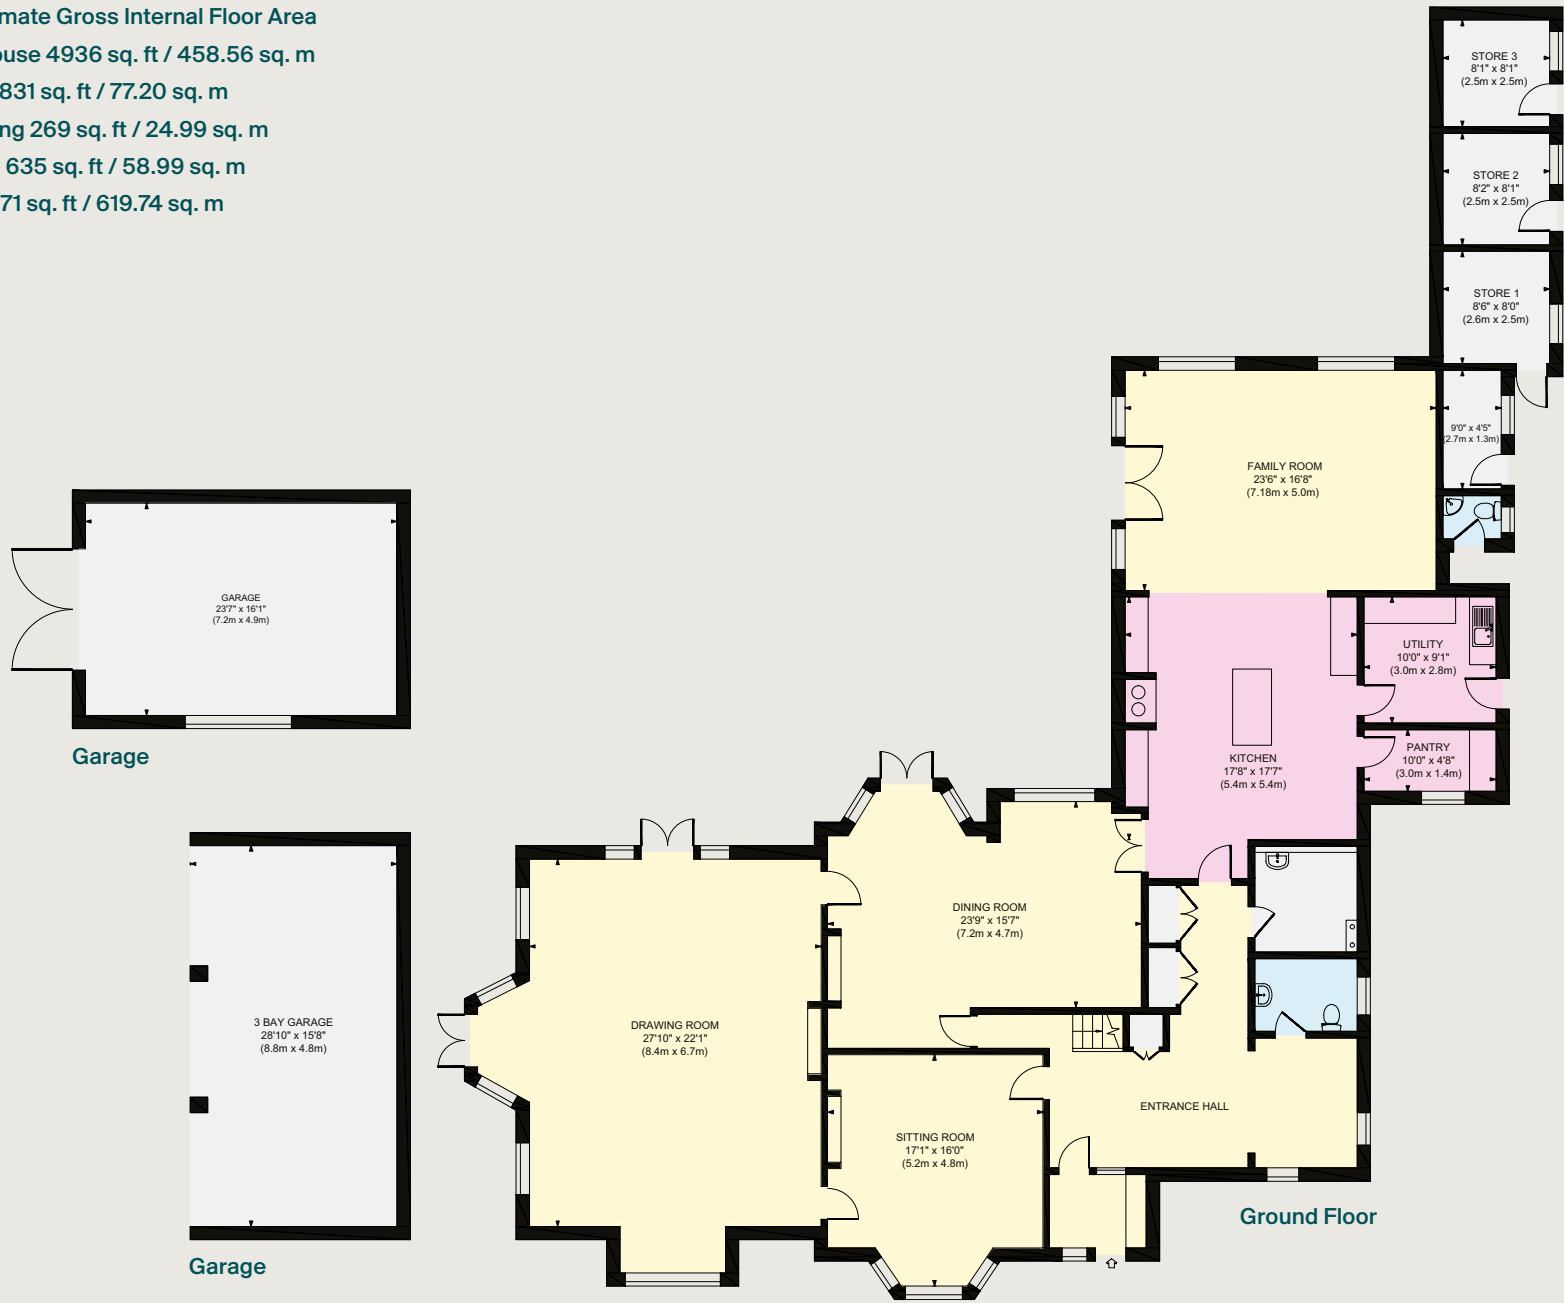 mate Gross Internal Floor Area
ouse 4936 sq. ft / 458.56 sq. m
831 sq. ft / 77.20 sq. m
ng 269 sq. ft / 24.99 sq. m
635 sq. ft / 58.99 sq. m
71 sq. ft / 619.74 sq. m
STORE 3
8'1" x 8'1"
(2.5m x 2.5m)
STORE 2
8'2" x 8'1"
(2.5m x 2.5m)
STORE 1
8'6" x 8'0"
(2.6m x 2.5m)
9'0" x 4'5"
(2.7m x 1.3m)
FAMILY ROOM
23'6" x 16'8"
(7.18m x 5.0m)
GARAGE
23'7" x 16'1"
(7.2m x 4.9m)
Garage
UTILITY
10'0" x 9'1"
(3.0m x 2.8m)
PANTRY
10'0" x 4'8"
(3.0m x 1.4m)
KITCHEN
17'8" x 17'7"
(5.4m x 5.4m)
DINING ROOM
23'9" x 15'7"
(7.2m x 4.7m)
3 BAY GARAGE
28'10" x 15'8"
(8.8m x 4.8m)
DRAWING ROOM
27'10" x 22'1"
(8.4m x 6.7m)
ENTRANCE HALL
SITTING ROOM
17'1" x 16'0"
(5.2m x 4.8m)
Ground Floor
Garage